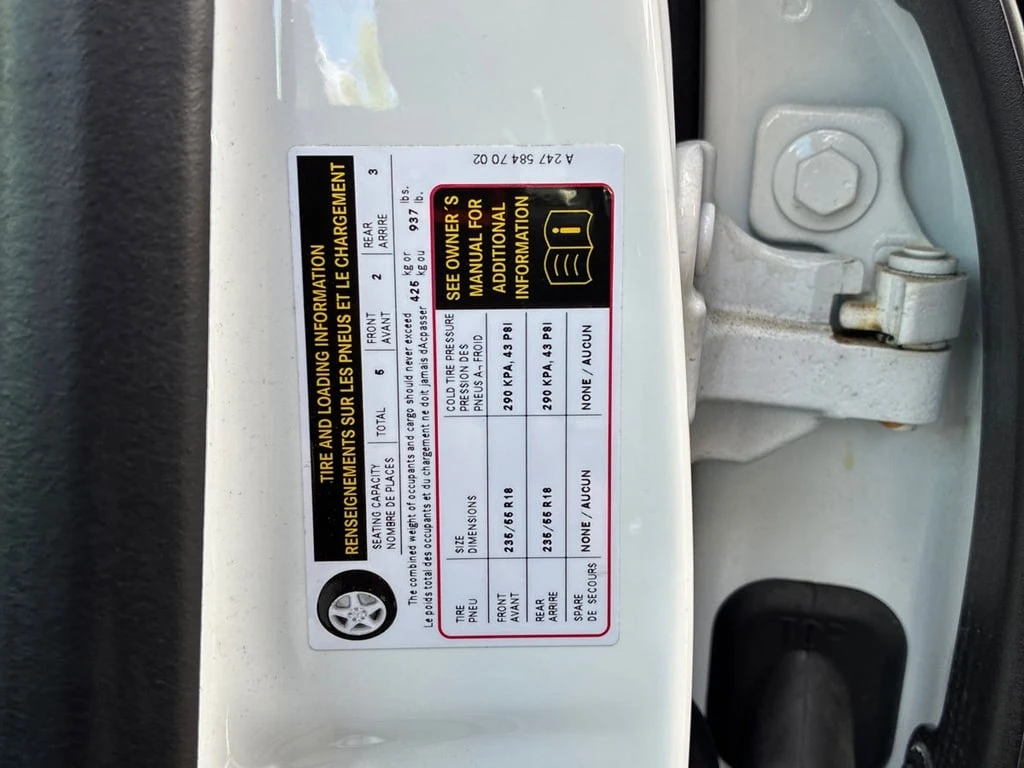 TIRE AND LOADING INFORMATION
RENSEIGNEMENTS SUR LES PNEUS ET LE CHARGEMENT
SEATING CAPACITY
NOMBRE DE PLACES
TOTAL 5
FRONT
AVANT
2
REAR
ARRIRE
3
The combined weight of occupants and cargo should never exceed 425 kg or 937 lbs.
Le poids total des occupants et du chargement ne doit jamais dAcpasser kg ou lb.
TIRE
PNEU
SIZE
DIMENSIONS
COLD TIRE PRESSURE
PRESSION DES
PNEUS A¬ FROID
FRONT
AVANT
235/55 R18
290 KPA, 43 PSI
REAR
ARRIRE
235/55 R18
290 KPA, 43 PSI
SPARE
DE SECOURS
NONE / AUCUN
NONE / AUCUN
SEE OWNER'S
MANUAL FOR
ADDITIONAL
INFORMATION
i
A 247 584 70 02